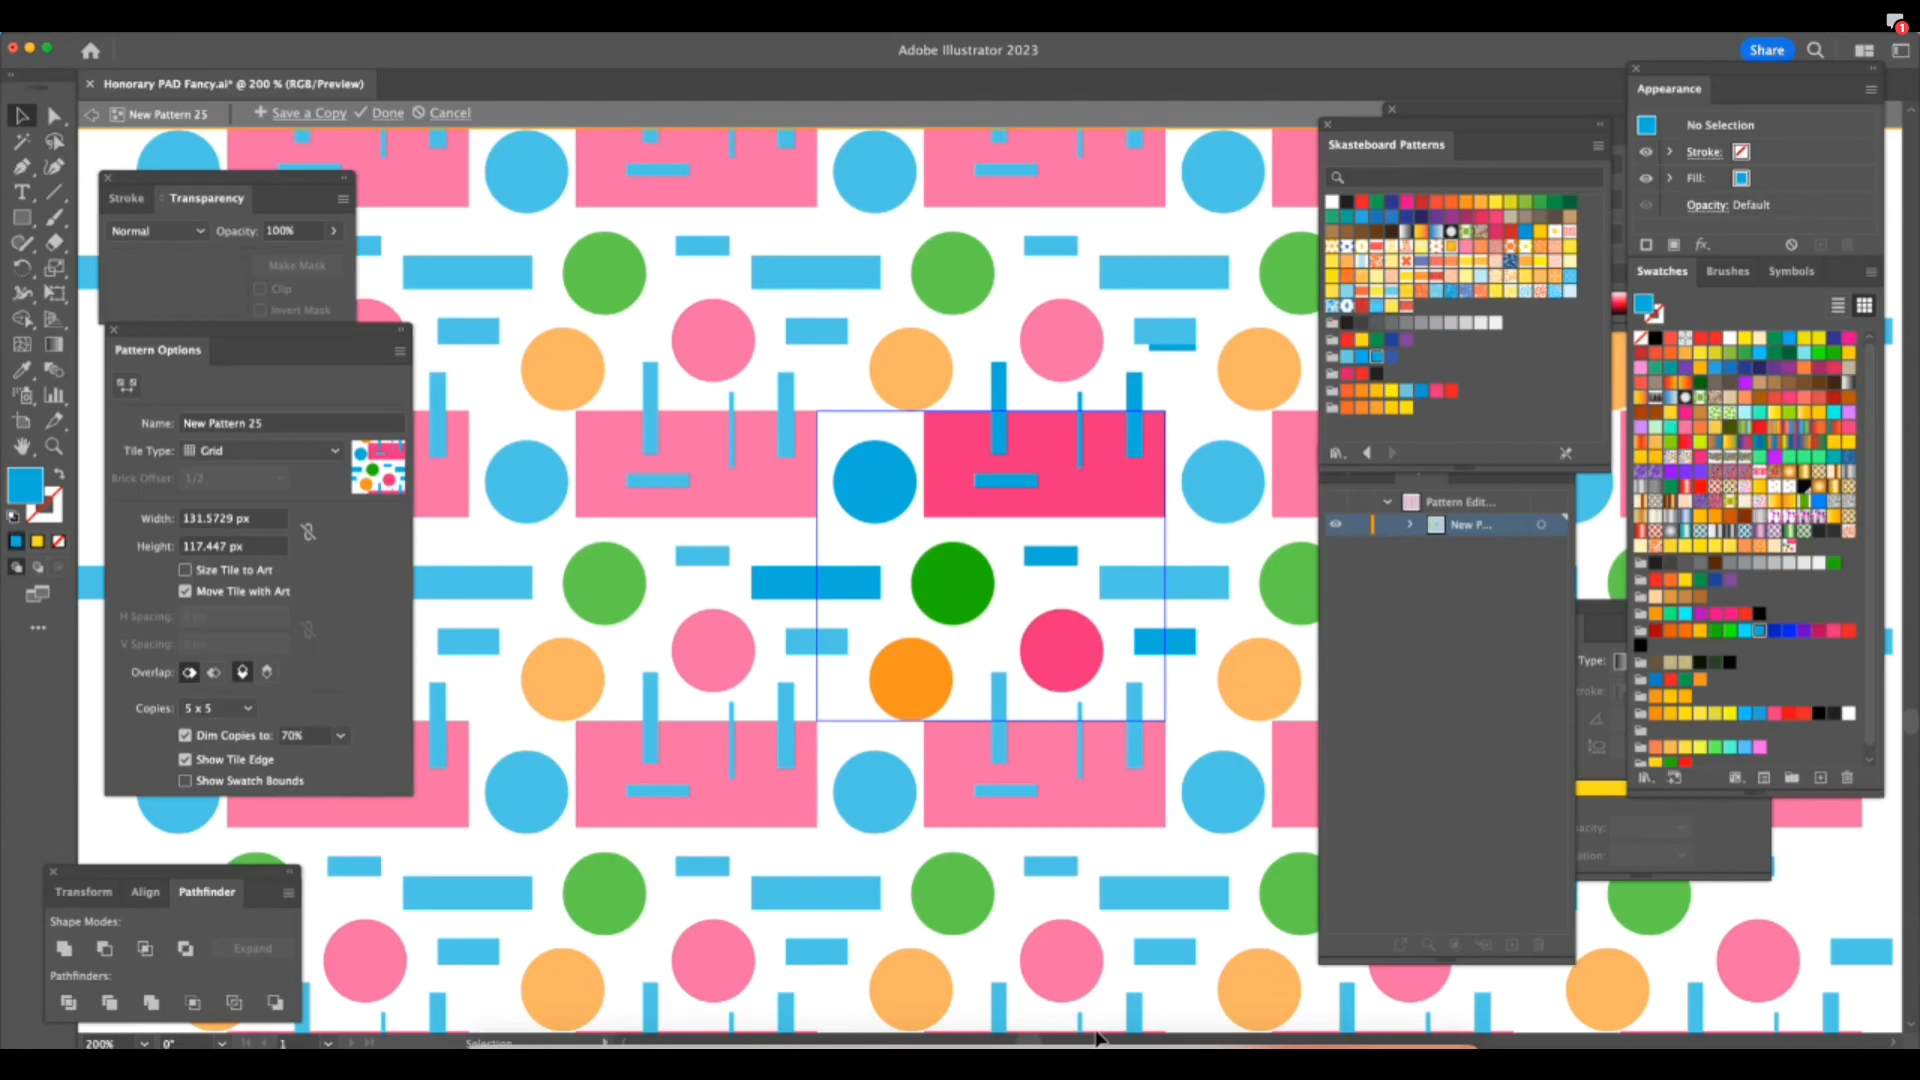 1
Adobe Illustrator 2023
Share
Honorary PAD Fancy.ai* @ 200 % (RGB/Preview)
New Pattern 25
Save a Copy
Done
Cancel
Stroke
Transparency
Normal
Opacity:
100%
Make Mask
Clip
Invert Mask
Pattern Options
Name:
New Pattern 25
Tile Type:
Grid
Brick Offset:
1/2
Width:
131.5729 px
Height:
117.447 px
Size Tile to Art
Move Tile with Art
H Spacing:
V Spacing:
Overlap:
Copies:
5 x 5
Dim Copies to:
70%
Show Tile Edge
Show Swatch Bounds
Transform
Align
Pathfinder
Shape Modes:
Expand
Pathfinders:
200%
0°
1
Selection
Skasteboard Patterns
Pattern Edit...
New P...
Appearance
No Selection
Stroke:
Fill:
Opacity: Default
fx.
Swatches
Brushes
Symbols
Type:
troke:
acity:
ation: